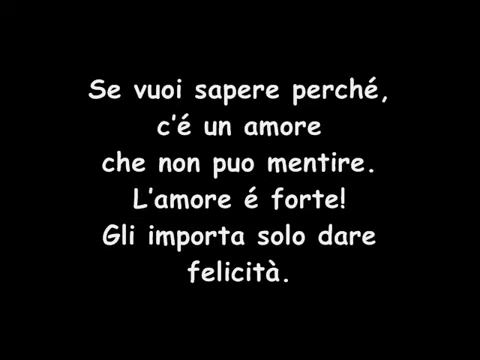 Se vuoi sapere perché,
c'é un amore
che non puo mentire.
L'amore é forte!
Gli importa solo dare
felicità.